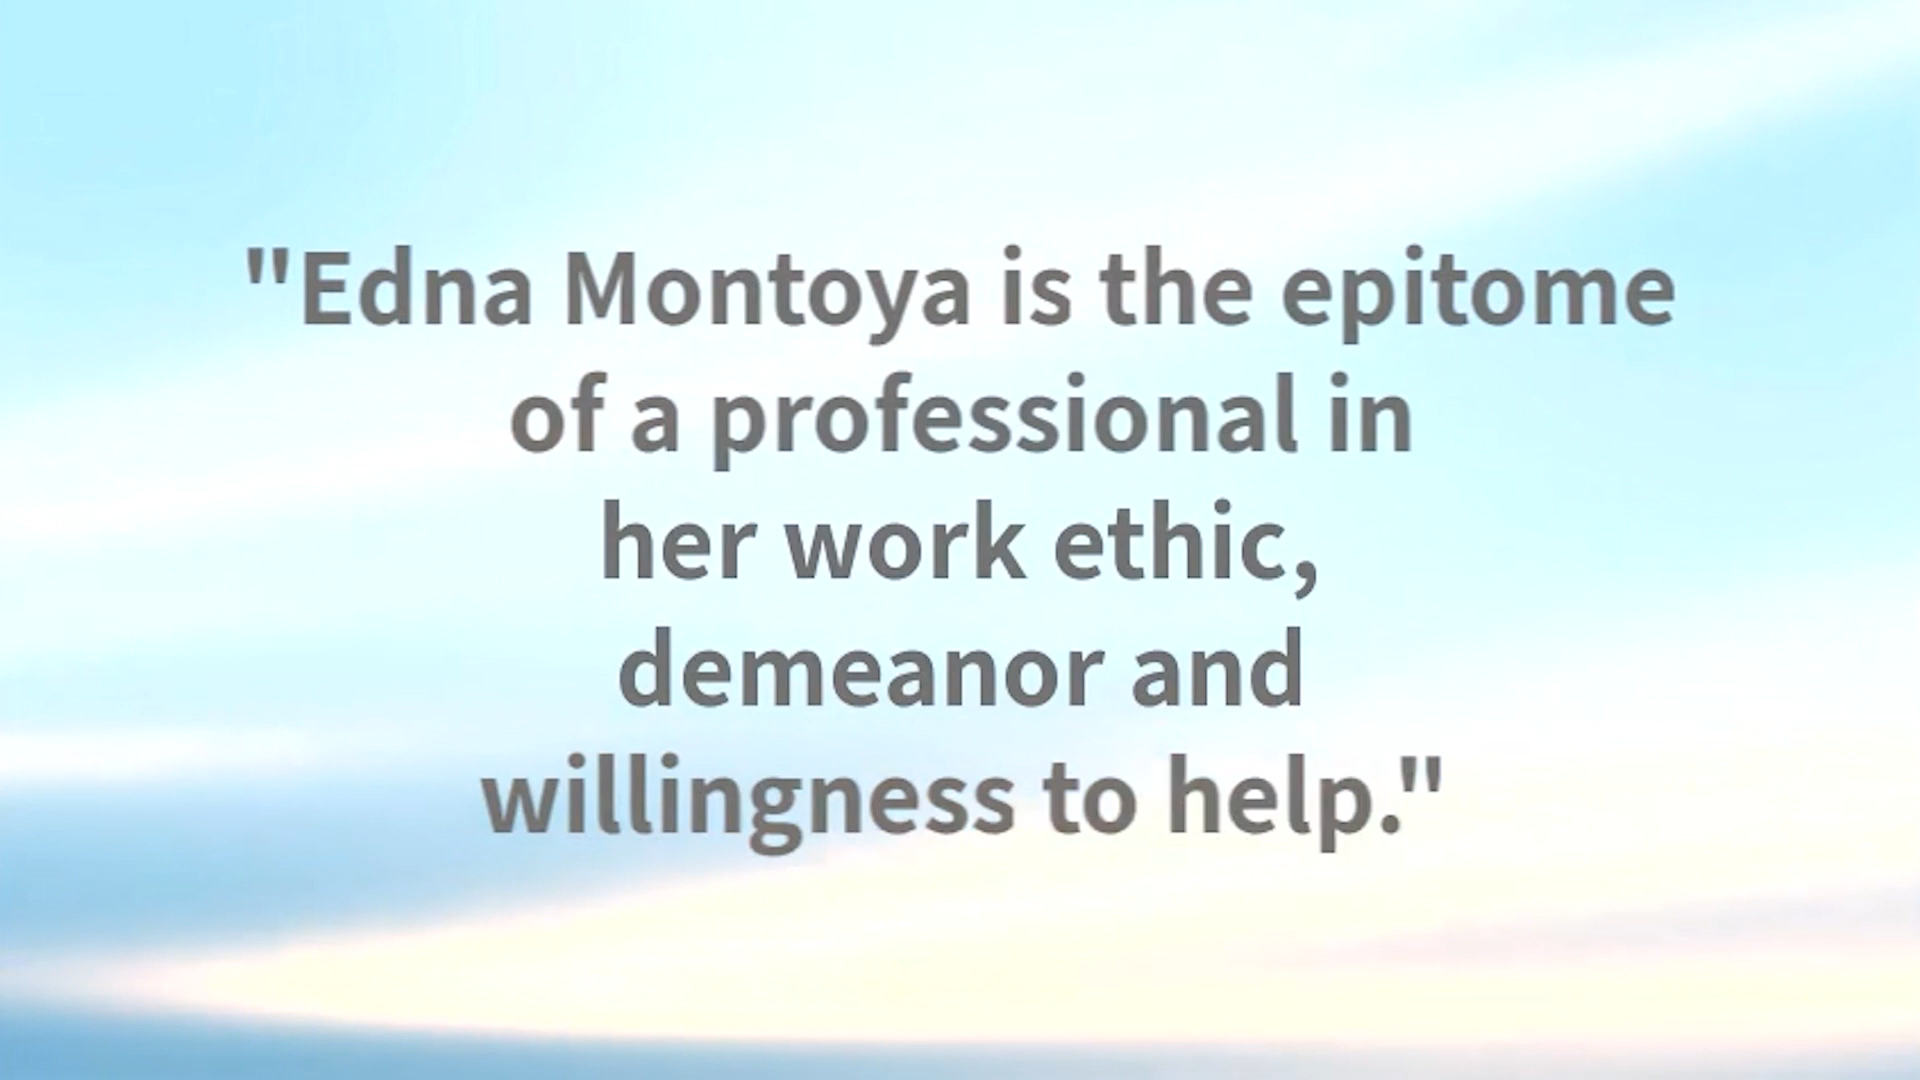 "Edna Montoya is the epitome
of a professional in
her work ethic,
demeanor and
willingness to help."